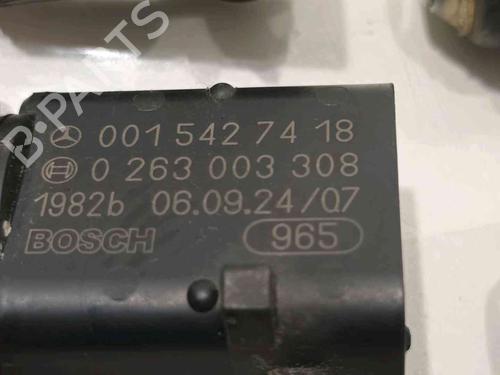 B-PARTS
001 542 74 18
0 263 003 308
1982b 06.09.24/07
BOSCH 965